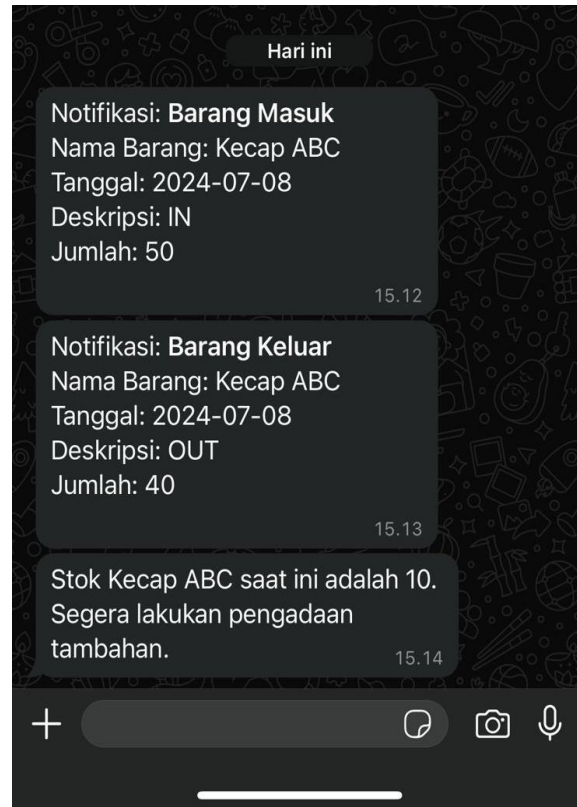 Hari ini
Notifikasi: Barang Masuk
Nama Barang: Kecap ABC
Tanggal: 2024-07-08
Deskripsi: IN
Jumlah: 50
15.12
Notifikasi: Barang Keluar
Nama Barang: Kecap ABC
Tanggal: 2024-07-08
Deskripsi: OUT
Jumlah: 40
15.13
Stok Kecap ABC saat ini adalah 10.
Segera lakukan pengadaan
tambahan.
15.14